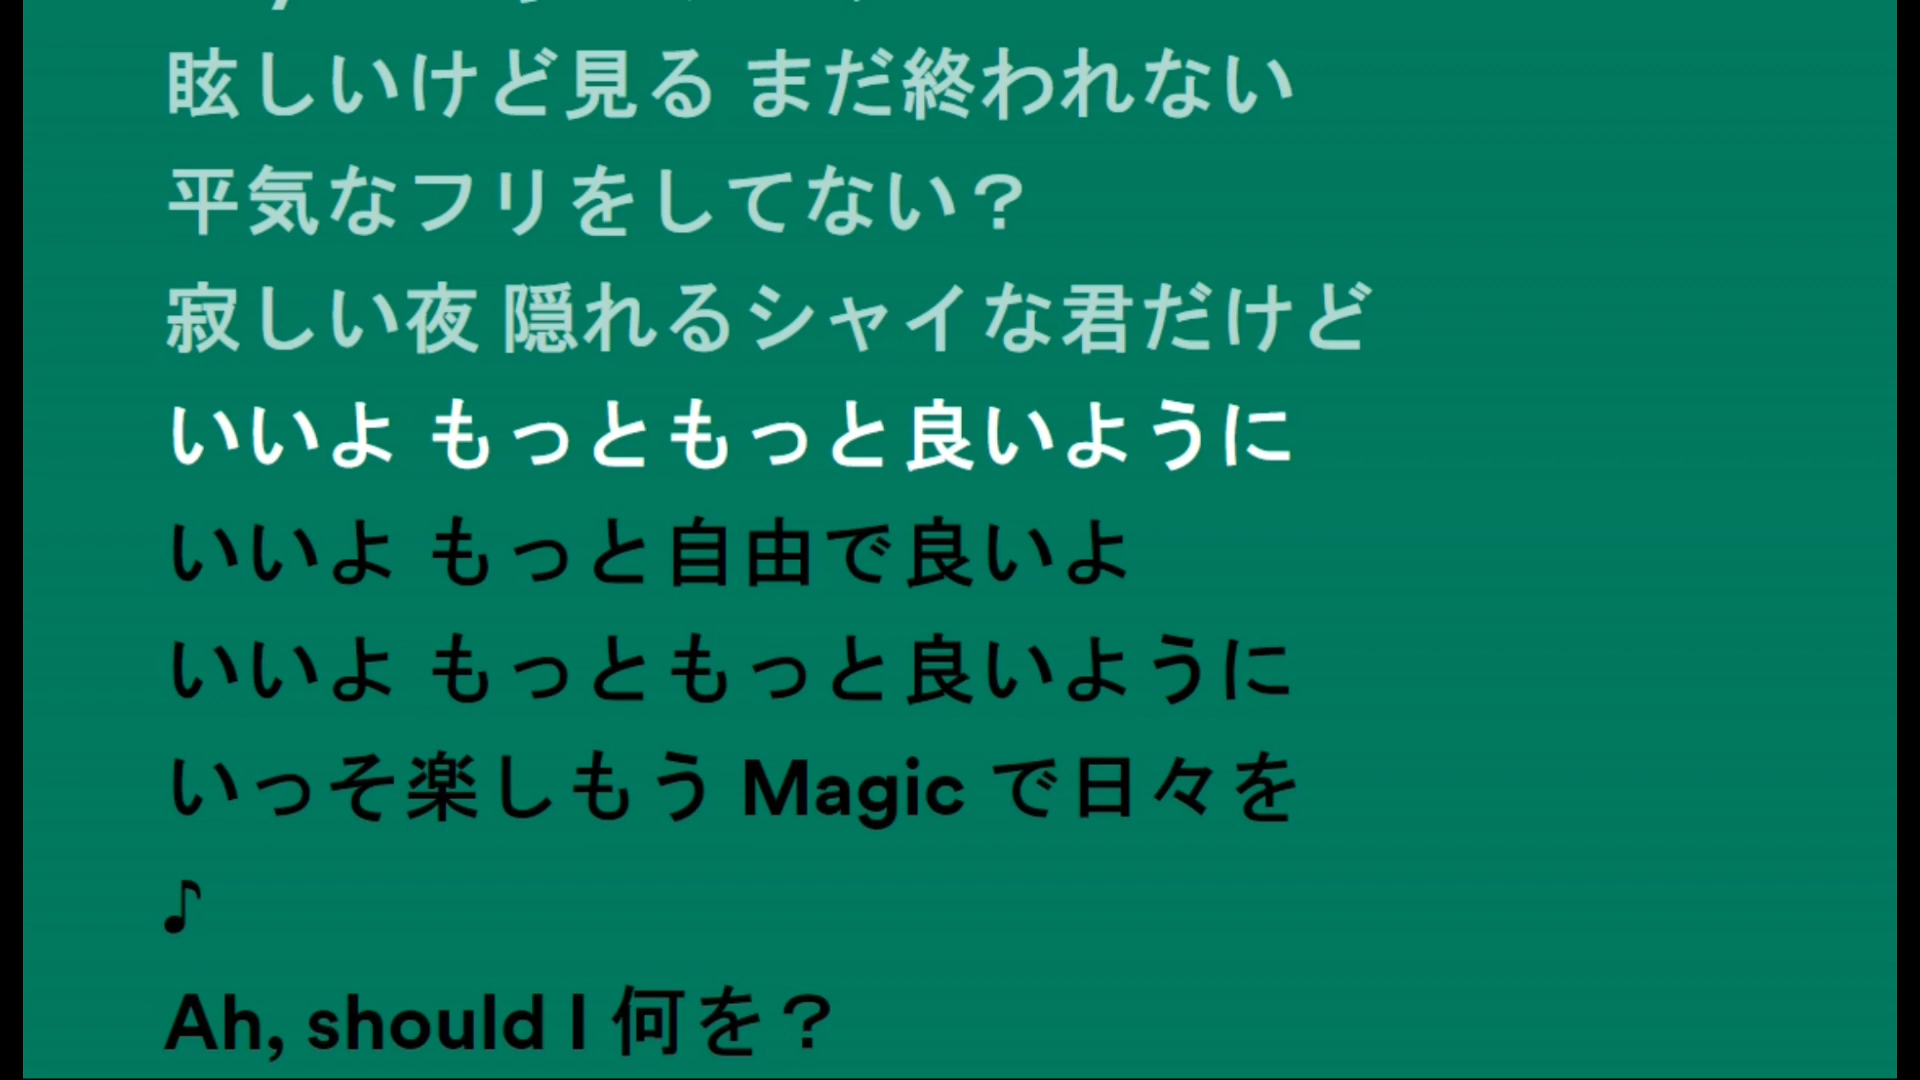 眩しいけど見る まだ終われない
平気なフリをしてない？
寂しい夜 隠れるシャイな君だけど
いいよ もっともっと良いように
いいよ もっと自由で良いよ
いいよ もっともっと良いように
いっそ楽しもう Magic で日々を
♪
Ah, should I 何を？